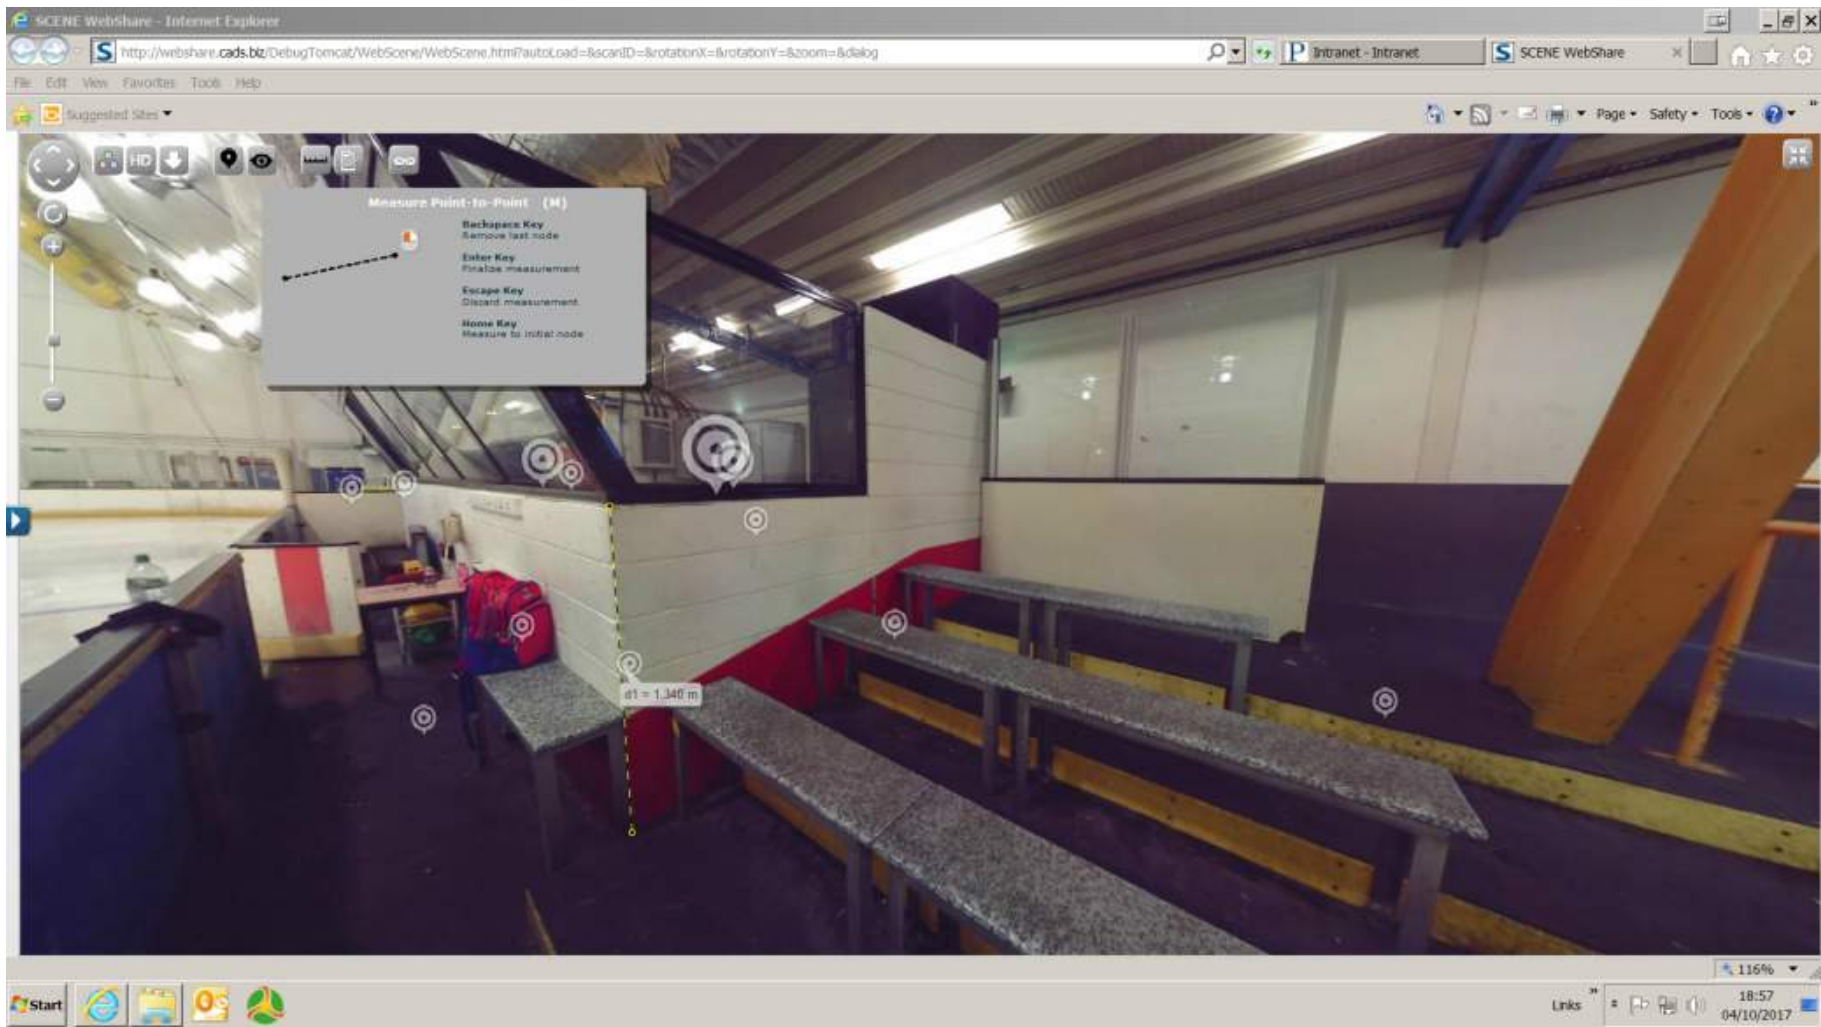 SCENE WebShare - Internet Explorer
http://webshare.cads.biz/DebugTomcat/WebScene/WebScene.html?autoLoad=&scanID=&rotationX=&rotationY=&zoom=&dialog
P Intranet - Intranet
S SCENE WebShare
File Edit View Favorites Tools Help
Suggested Sites
Page Safety Tools
HD
Measure Point-to-Point (M)
Backspace Key
Remove last node
Enter Key
Finalize measurement
Escape Key
Discard measurement
Home Key
Measure to initial node
d1 = 1.340 m
116%
Start
Links
18:57
04/10/2017